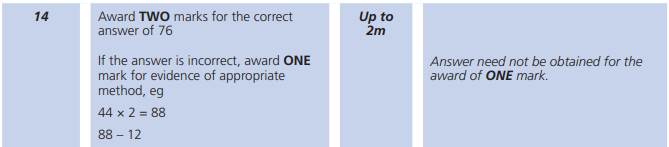 14
Award TWO marks for the correct
answer of 76
If the answer is incorrect, award ONE
mark for evidence of appropriate
method, eg
44 × 2 = 88
88 – 12
Up to
2m
Answer need not be obtained for the
award of ONE mark.